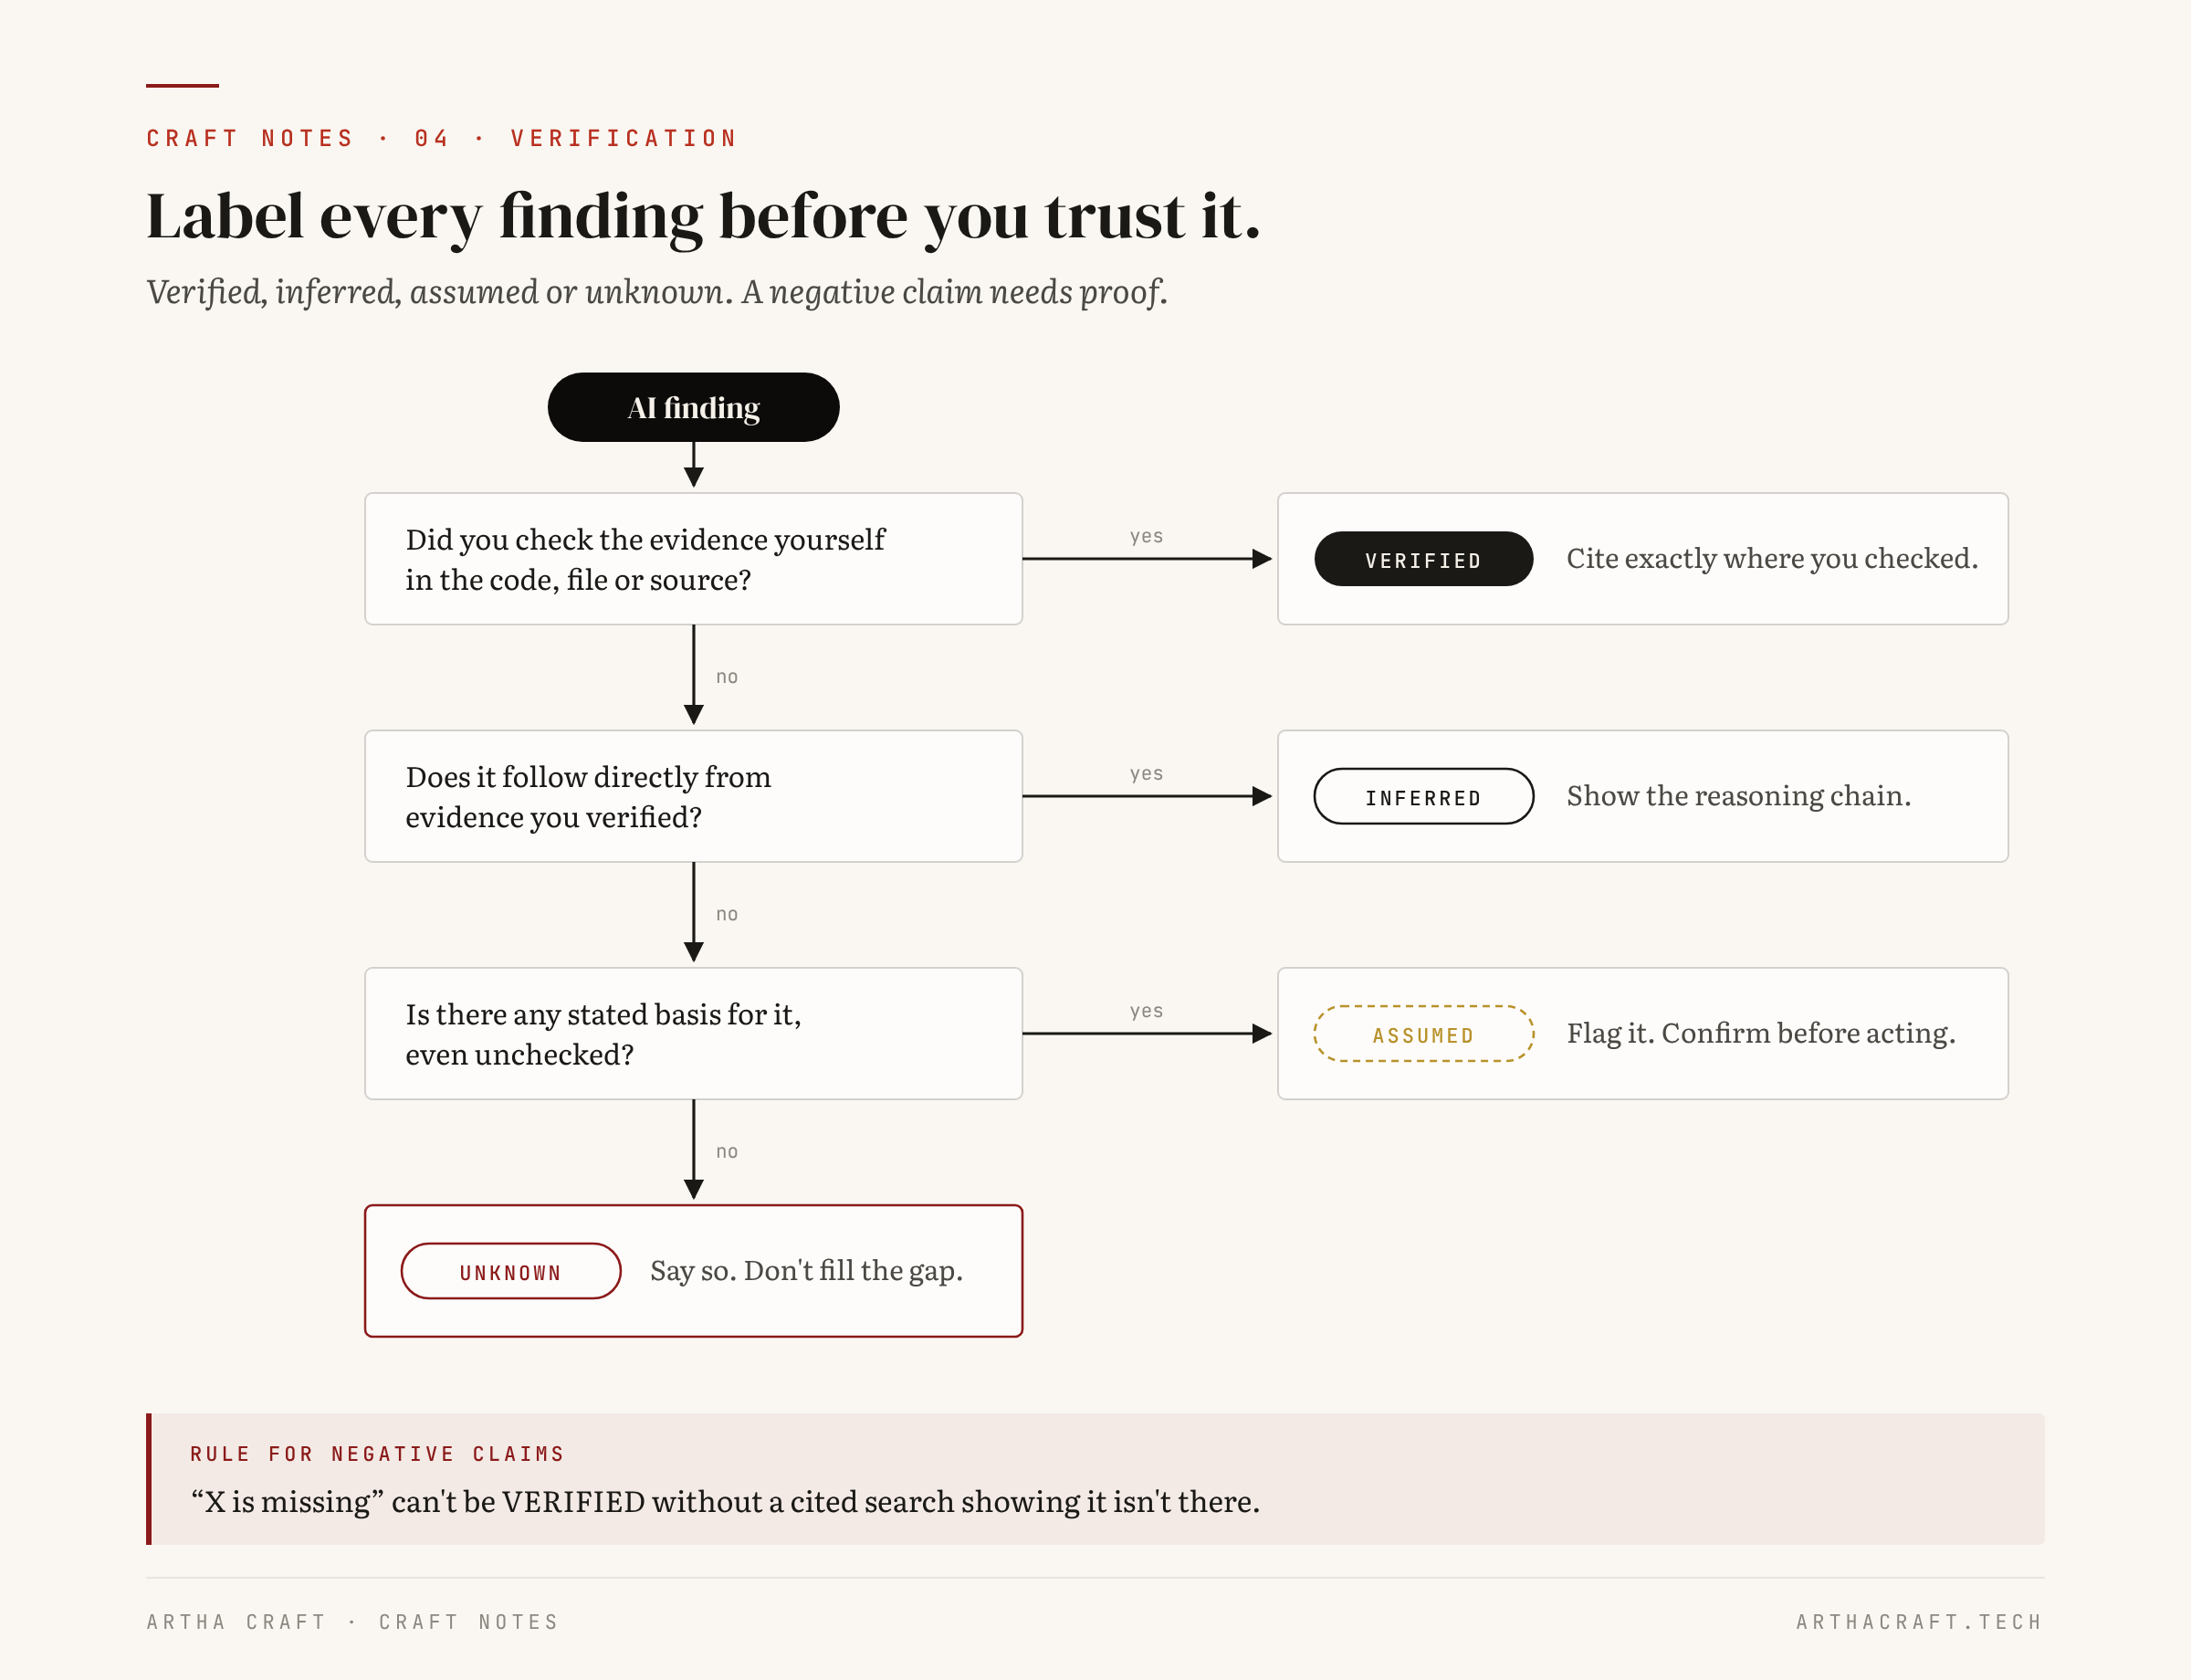 CRAFT NOTES · 04 · VERIFICATION
Label every finding before you trust it.
Verified, inferred, assumed or unknown. A negative claim needs proof.
AI finding
Did you check the evidence yourself
in the code, file or source?
yes
VERIFIED
Cite exactly where you checked.
no
Does it follow directly from
evidence you verified?
yes
INFERRED
Show the reasoning chain.
no
Is there any stated basis for it,
even unchecked?
yes
ASSUMED
Flag it. Confirm before acting.
no
UNKNOWN
Say so. Don't fill the gap.
RULE FOR NEGATIVE CLAIMS
“X is missing” can't be VERIFIED without a cited search showing it isn't there.
ARTHA CRAFT · CRAFT NOTES
ARTHACRAFT.TECH